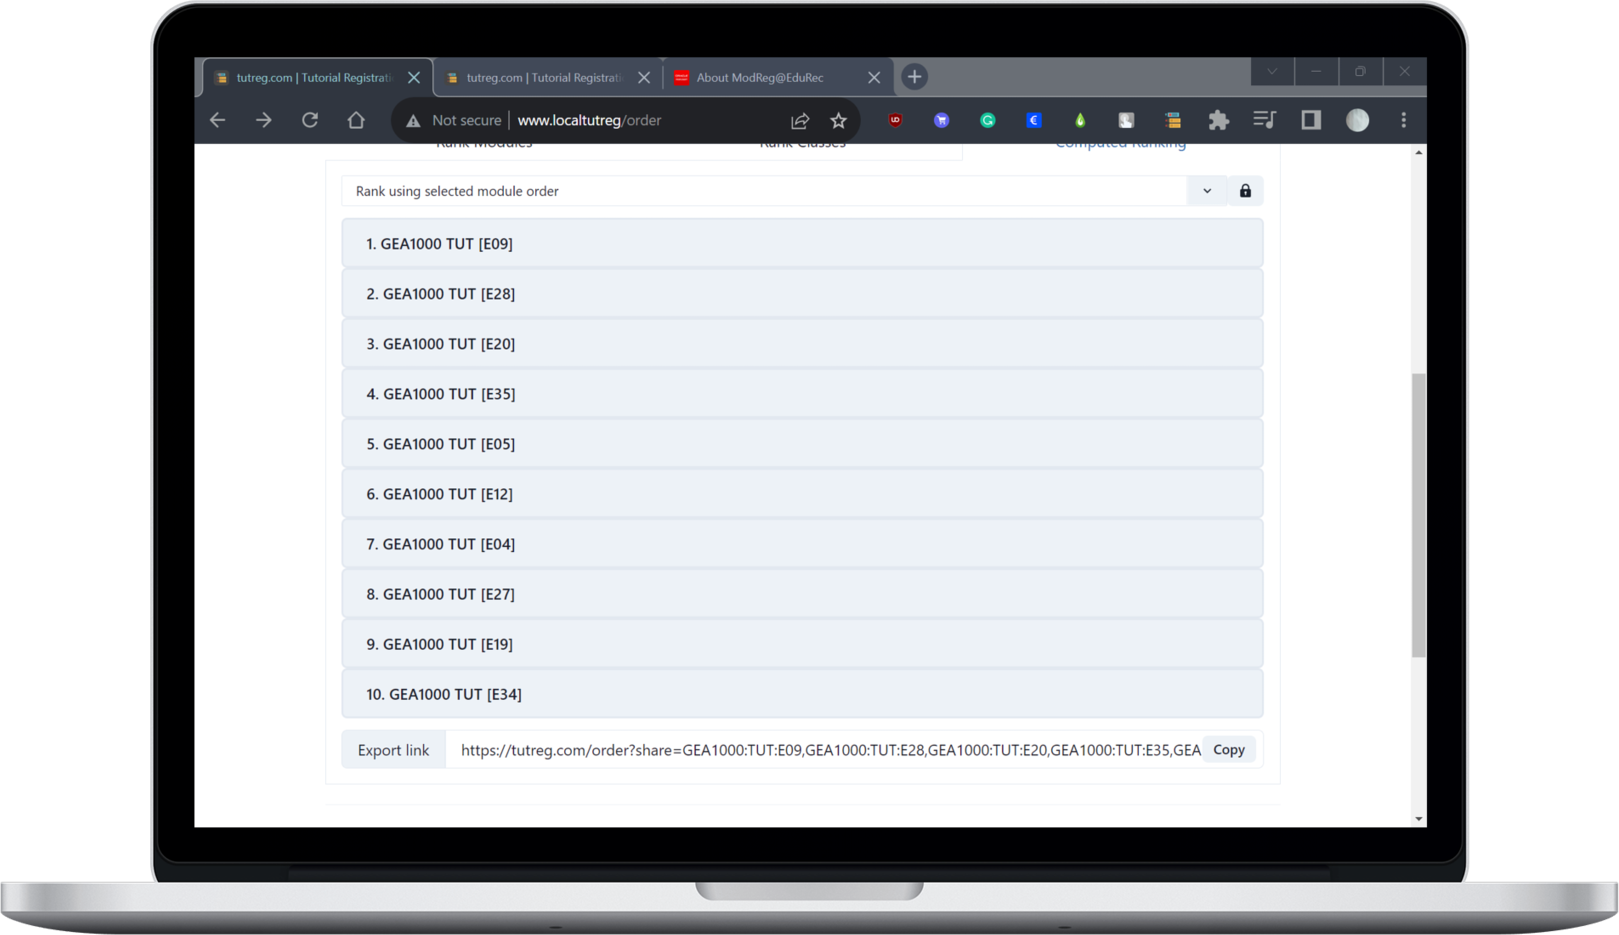 tutreg.com | Tutorial Registrati
tutreg.com | Tutorial Registrati
About ModReg@EduRec
Not secure
www.localtutreg/order
Rank Modules
Rank Classes
Computed Ranking
Rank using selected module order
1. GEA1000 TUT [E09]
2. GEA1000 TUT [E28]
3. GEA1000 TUT [E20]
4. GEA1000 TUT [E35]
5. GEA1000 TUT [E05]
6. GEA1000 TUT [E12]
7. GEA1000 TUT [E04]
8. GEA1000 TUT [E27]
9. GEA1000 TUT [E19]
10. GEA1000 TUT [E34]
Export link
https://tutreg.com/order?share=GEA1000:TUT:E09,GEA1000:TUT:E28,GEA1000:TUT:E20,GEA1000:TUT:E35,GEA
Copy